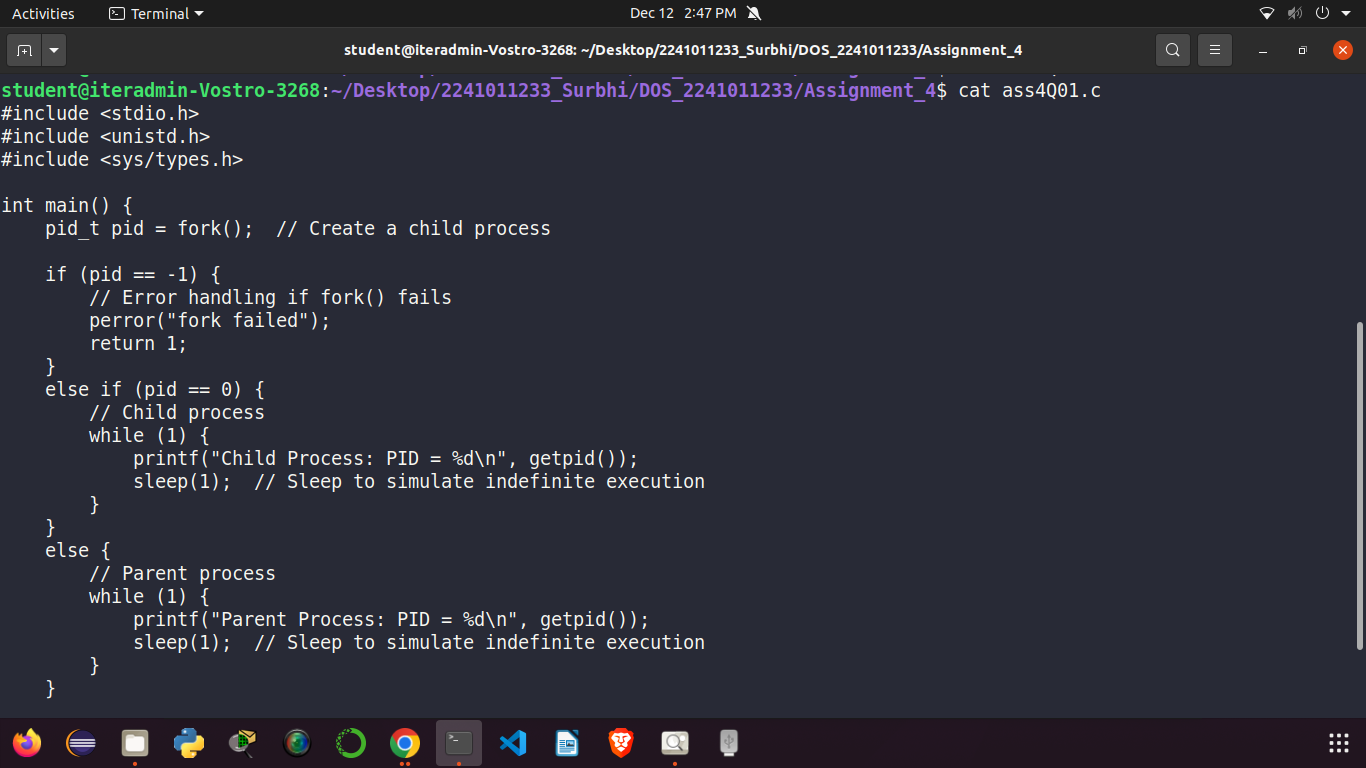 Activities
Terminal
Dec 12 2:47 PM
student@iteradmin-Vostro-3268: ~/Desktop/2241011233_Surbhi/DOS_2241011233/Assignment_4
student@iteradmin-Vostro-3268:~/Desktop/2241011233_Surbhi/DOS_2241011233/Assignment_4$ cat ass4Q01.c
#include <stdio.h>
#include <unistd.h>
#include <sys/types.h>

int main() {
    pid_t pid = fork();  // Create a child process

    if (pid == -1) {
        // Error handling if fork() fails
        perror("fork failed");
        return 1;
    }
    else if (pid == 0) {
        // Child process
        while (1) {
            printf("Child Process: PID = %d\n", getpid());
            sleep(1);  // Sleep to simulate indefinite execution
        }
    }
    else {
        // Parent process
        while (1) {
            printf("Parent Process: PID = %d\n", getpid());
            sleep(1);  // Sleep to simulate indefinite execution
        }
    }